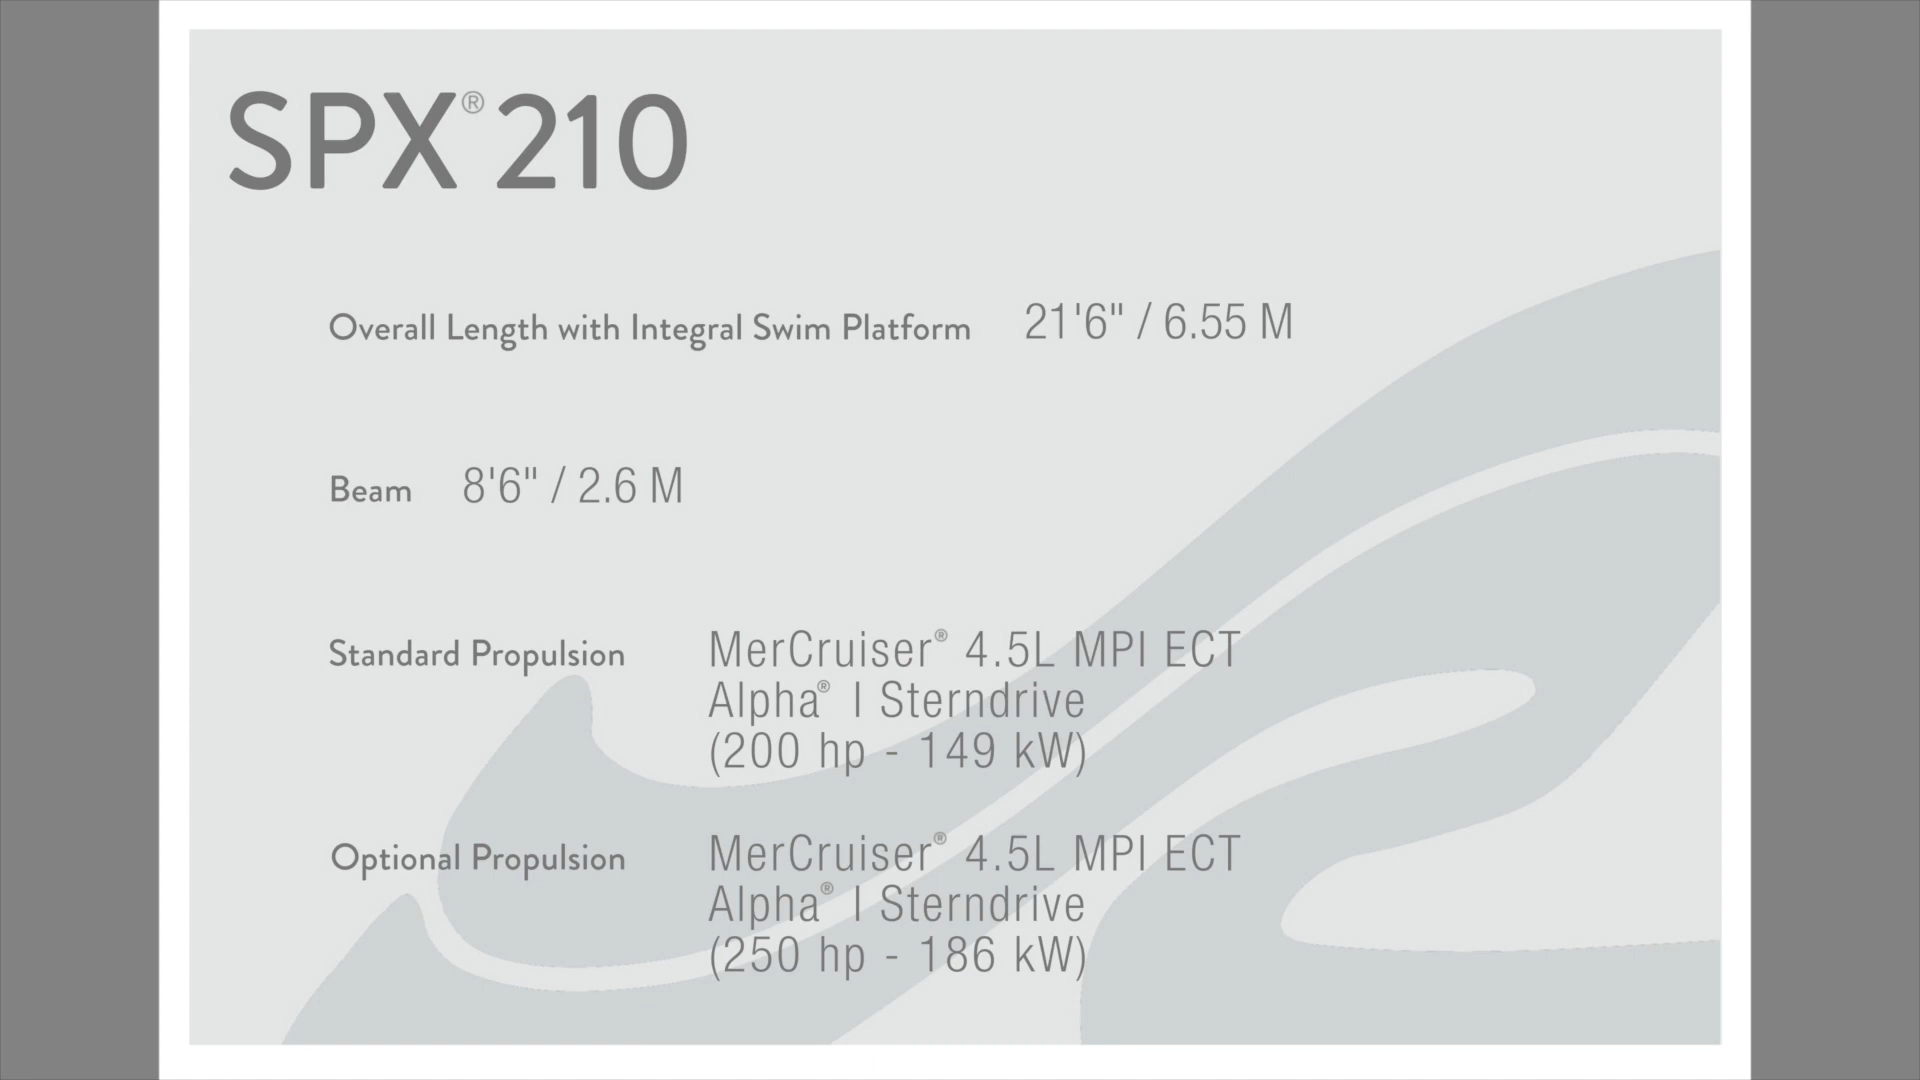 SPX® 210
Overall Length with Integral Swim Platform 21'6" / 6.55 M
Beam 8'6" / 2.6 M
Standard Propulsion MerCruiser® 4.5L MPI ECT
Alpha® I Sterndrive
(200 hp - 149 kW)
Optional Propulsion MerCruiser® 4.5L MPI ECT
Alpha® I Sterndrive
(250 hp - 186 kW)